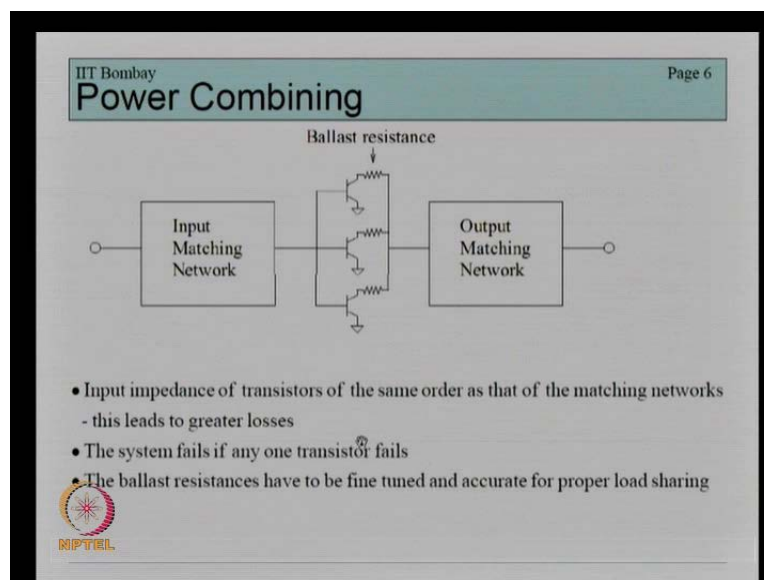 IIT Bombay
Page 6
Power Combining
Ballast resistance
Input
Matching
Network
Output
Matching
Network
• Input impedance of transistors of the same order as that of the matching networks
- this leads to greater losses
• The system fails if any one transistor fails
• The ballast resistances have to be fine tuned and accurate for proper load sharing
NPTEL